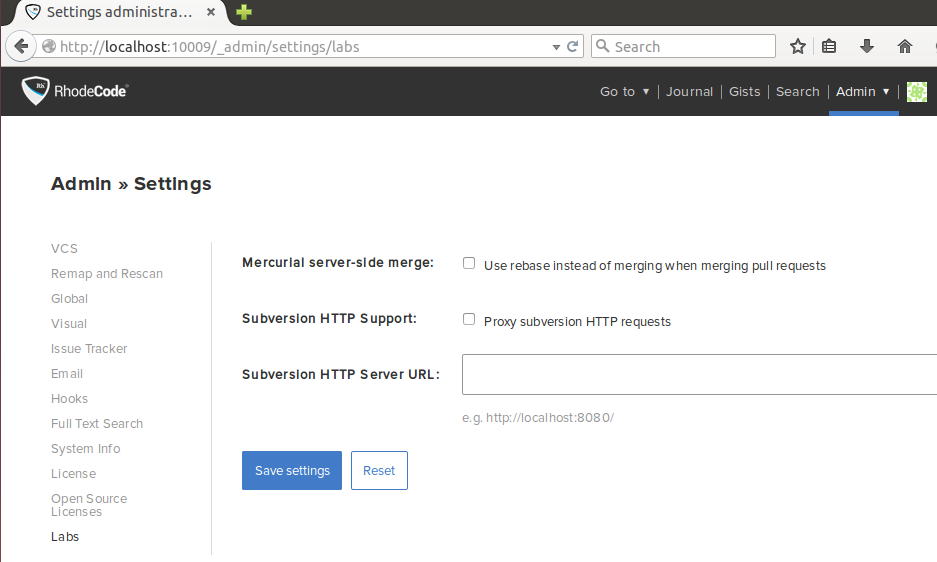 Settings administra...
http://localhost:10009/_admin/settings/labs
Search
RhodeCode
Go to ▼ | Journal | Gists | Search | Admin ▼ |
Admin » Settings
VCS
Remap and Rescan
Global
Visual
Issue Tracker
Email
Hooks
Full Text Search
System Info
License
Open Source
Licenses
Labs
Mercurial server-side merge:
Use rebase instead of merging when merging pull requests
Subversion HTTP Support:
Proxy subversion HTTP requests
Subversion HTTP Server URL:
e.g. http://localhost:8080/
Save settings
Reset